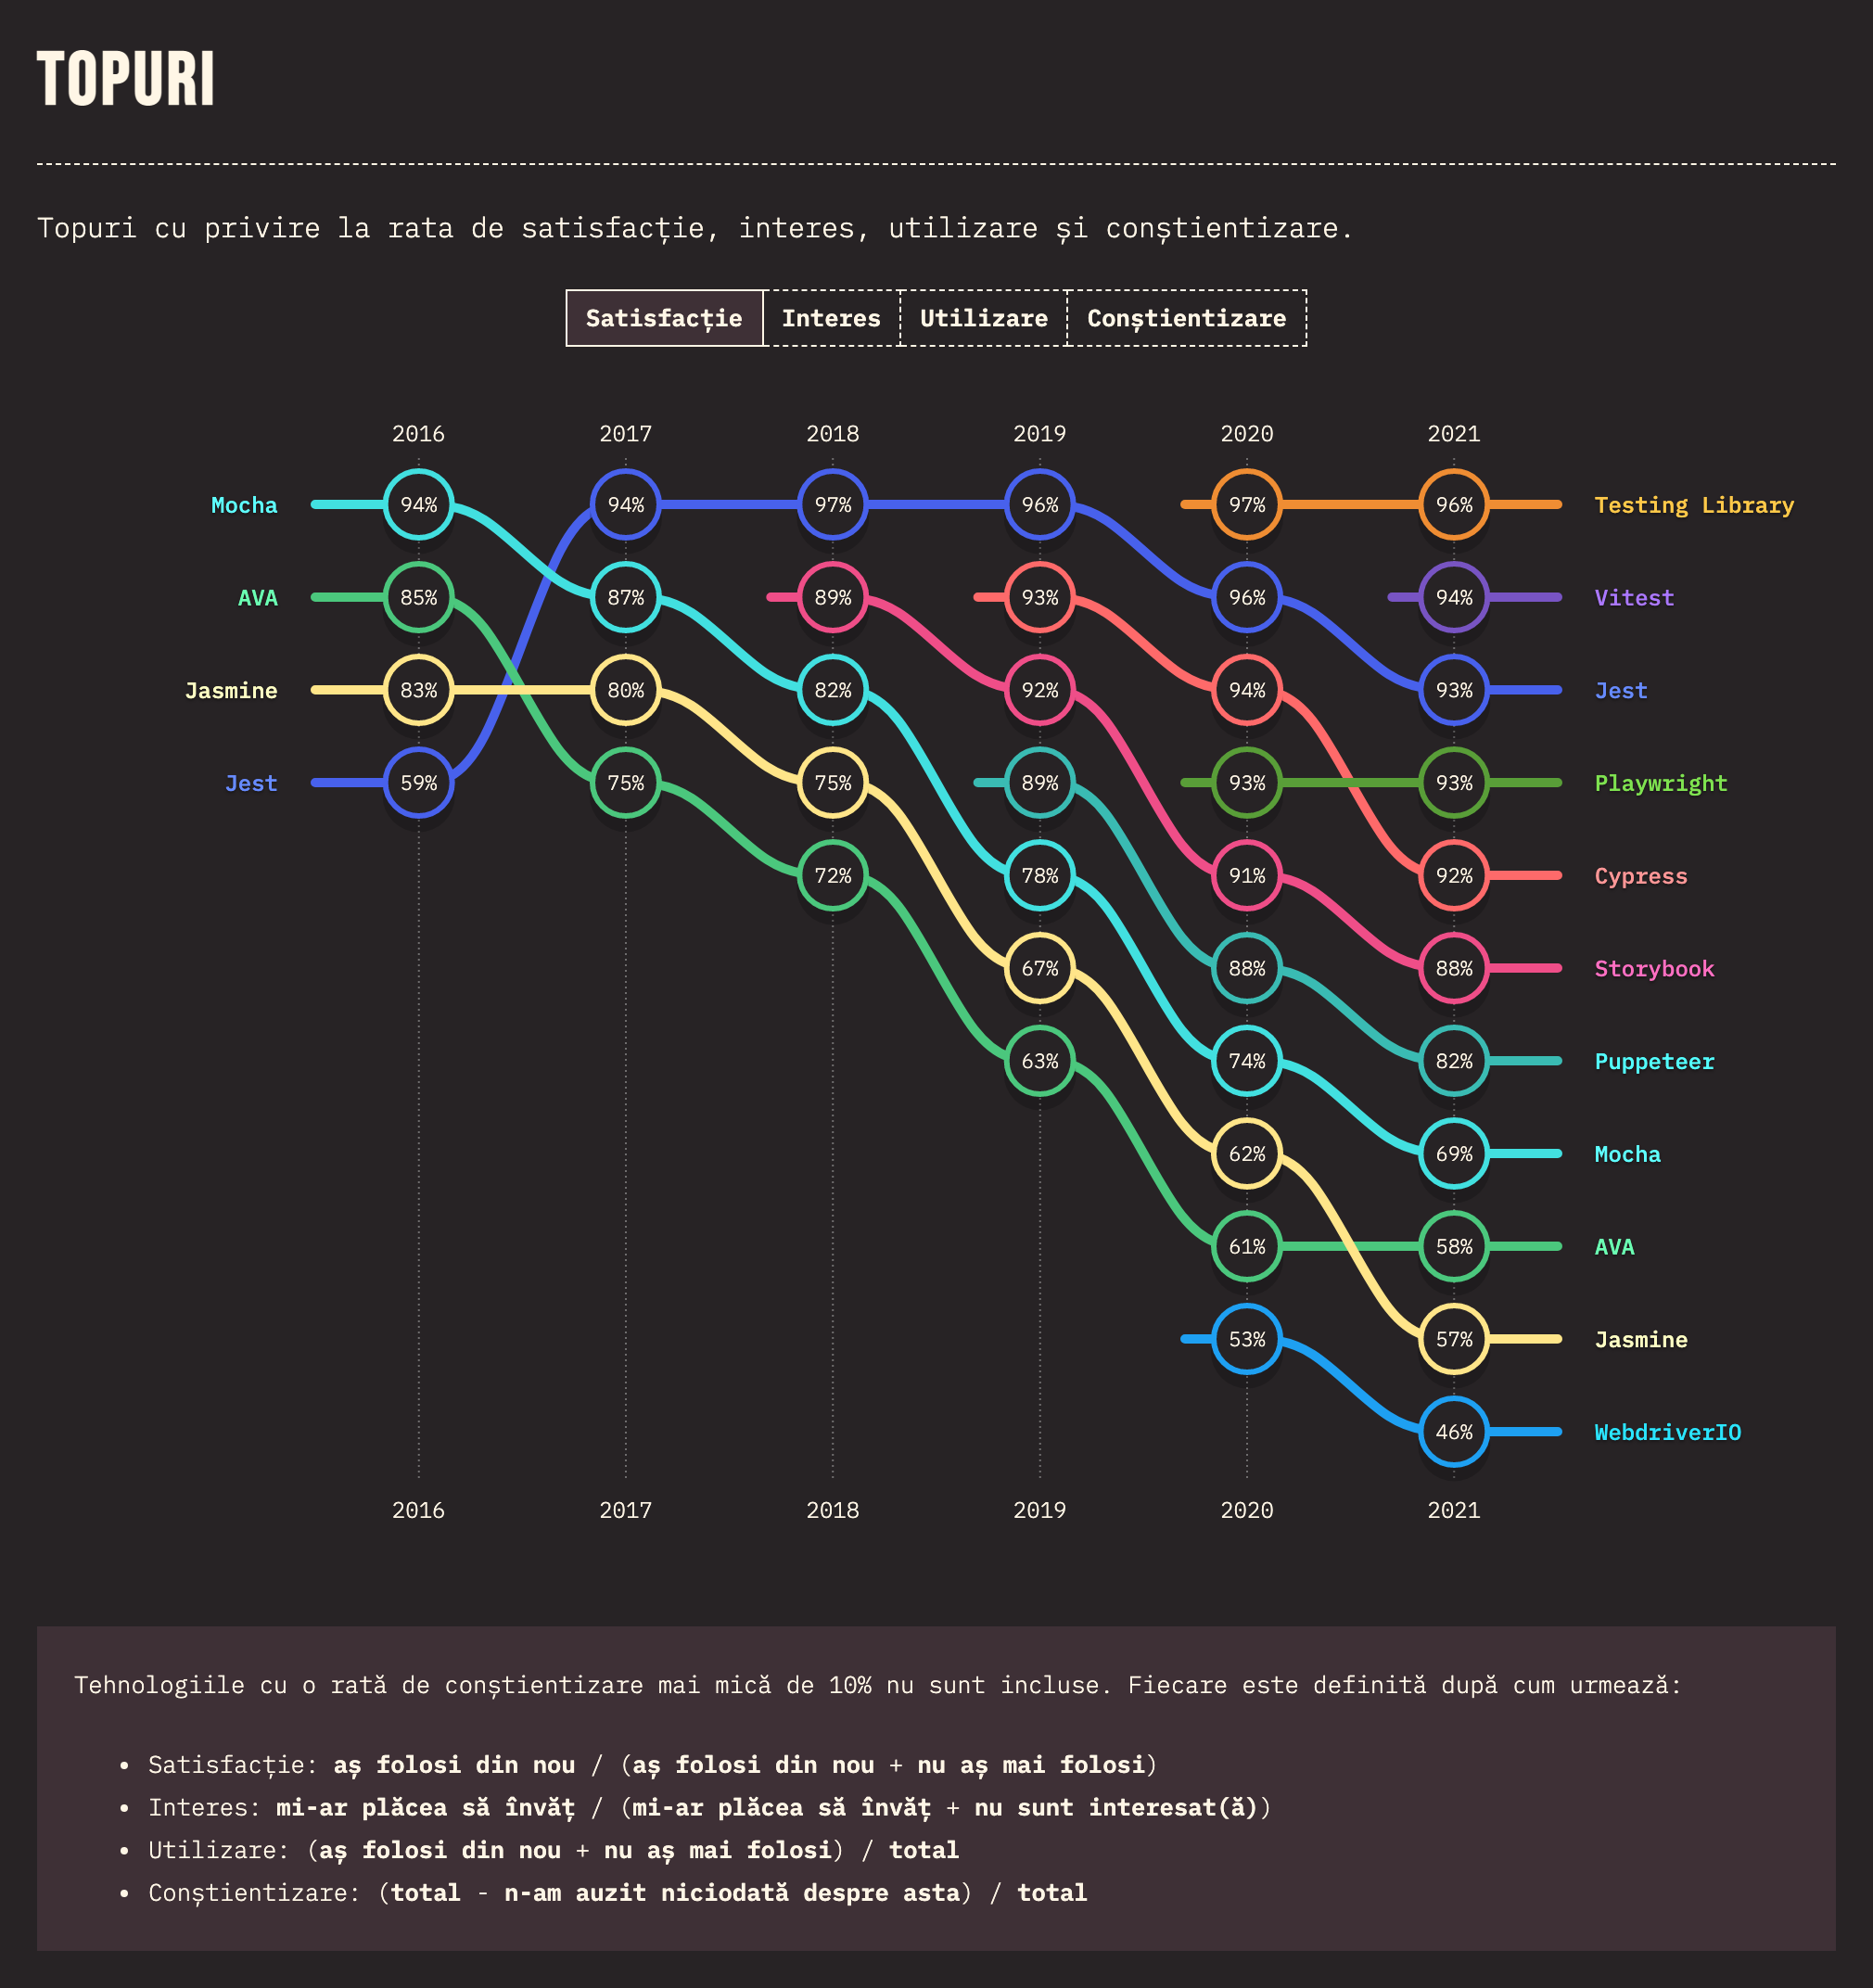 TOPURI
Topuri cu privire la rata de satisfacție, interes, utilizare și conștientizare.
Satisfacție Interes Utilizare Conștientizare
2016 2017 2018 2019 2020 2021
Mocha 94% 94% 97% 96% 97% 96% Testing Library
AVA 85% 87% 89% 93% 96% 94% Vitest
Jasmine 83% 80% 82% 92% 94% 93% Jest
Jest 59% 75% 75% 89% 93% 93% Playwright
72% 78% 91% 92% Cypress
67% 88% 88% Storybook
63% 74% 82% Puppeteer
62% 69% Mocha
61% 58% AVA
53% 57% Jasmine
46% WebdriverIO
2016 2017 2018 2019 2020 2021
Tehnologiile cu o rată de conștientizare mai mică de 10% nu sunt incluse. Fiecare este definită după cum urmează:
• Satisfacție: aș folosi din nou / (aș folosi din nou + nu aș mai folosi)
• Interes: mi-ar plăcea să învăț / (mi-ar plăcea să învăț + nu sunt interesat(ă))
• Utilizare: (aș folosi din nou + nu aș mai folosi) / total
• Conștientizare: (total - n-am auzit niciodată despre asta) / total